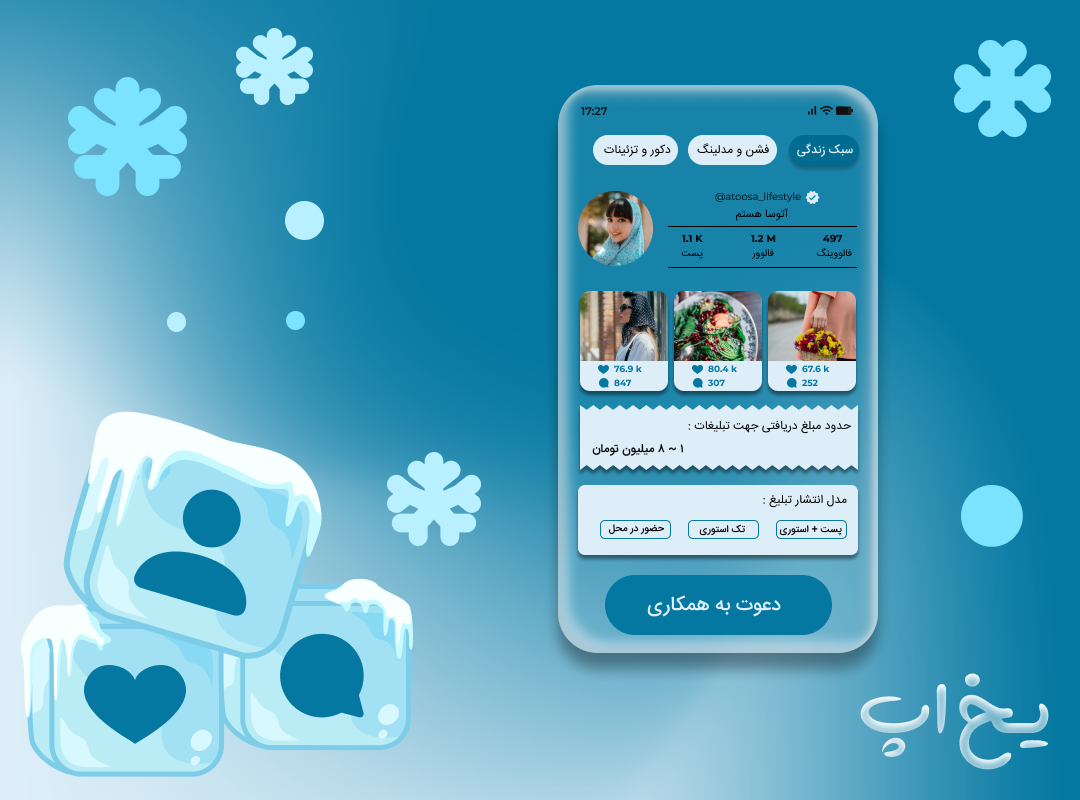 17:27
سبک زندگی
فشن و مدلینگ
دکور و تزئینات
@atoosa_lifestyle
آتوسا هستم
497
1.2 M
1.1 K
فالووینگ
فالوور
پست
76.9 k
80.4 k
67.6 k
847
307
252
حدود مبلغ دریافتی جهت تبلیغات :
۱ ~ ۸ میلیون تومان
مدل انتشار تبلیغ :
پست + استوری
تک استوری
حضور در محل
دعوت به همکاری
یخ اپ